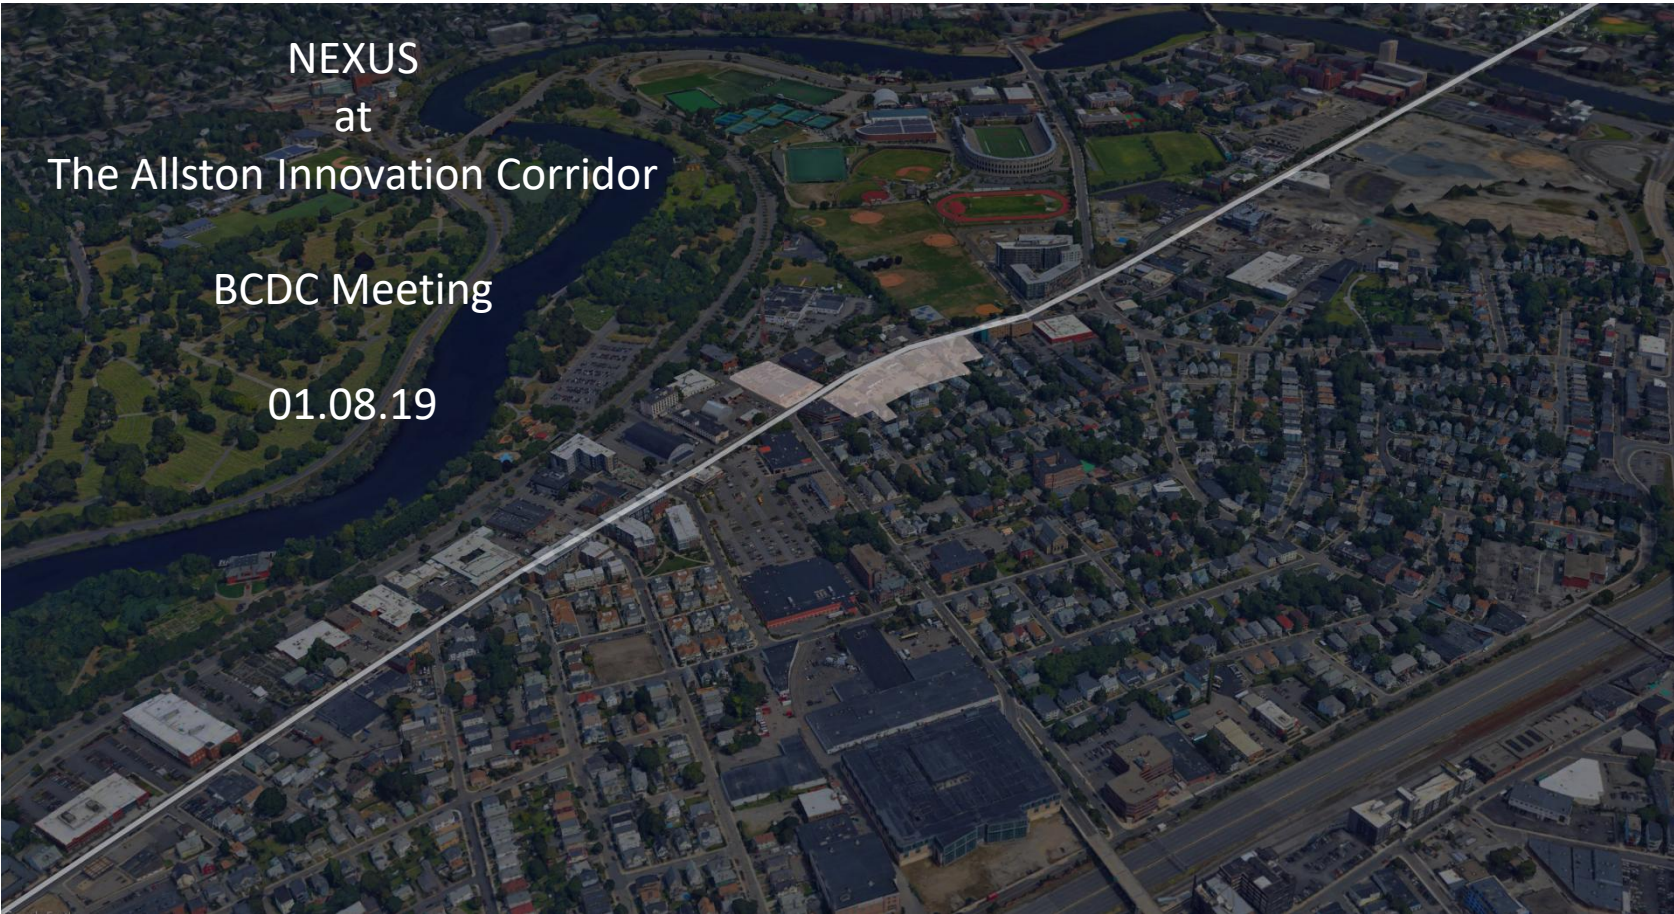 NEXUS
at
The Allston Innovation Corridor
BCDC Meeting
01.08.19